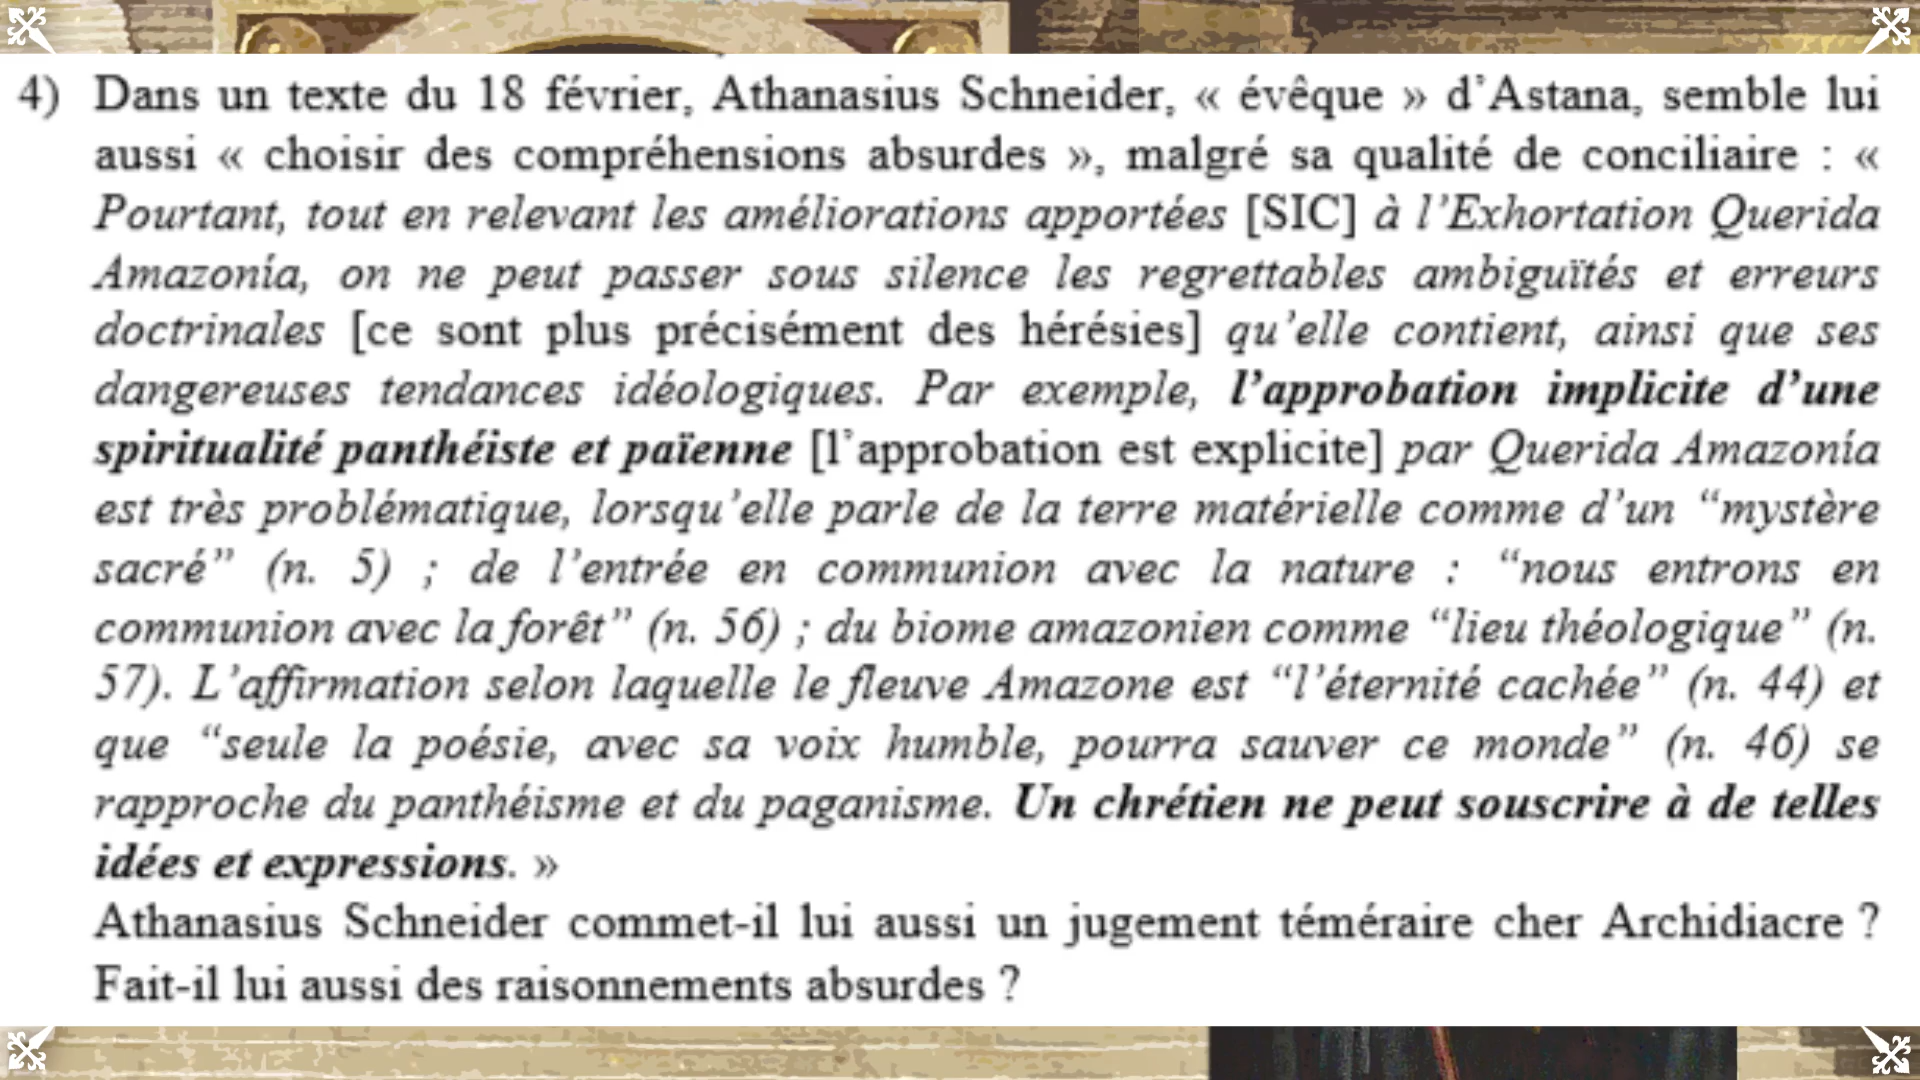 4) Dans un texte du 18 février, Athanasius Schneider, « évêque » d'Astana, semble lui
aussi « choisir des compréhensions absurdes », malgré sa qualité de conciliaire : «
Pourtant, tout en relevant les améliorations apportées [SIC] à l'Exhortation Querida
Amazonía, on ne peut passer sous silence les regrettables ambiguïtés et erreurs
doctrinales [ce sont plus précisément des hérésies] qu'elle contient, ainsi que ses
dangereuses tendances idéologiques. Par exemple, l'approbation implicite d'une
spiritualité panthéiste et païenne [l'approbation est explicite] par Querida Amazonía
est très problématique, lorsqu'elle parle de la terre matérielle comme d'un “mystère
sacré” (n. 5) ; de l'entrée en communion avec la nature : “nous entrons en
communion avec la forêt” (n. 56) ; du biome amazonien comme “lieu théologique” (n.
57). L'affirmation selon laquelle le fleuve Amazone est “l'éternité cachée” (n. 44) et
que “seule la poésie, avec sa voix humble, pourra sauver ce monde” (n. 46) se
rapproche du panthéisme et du paganisme. Un chrétien ne peut souscrire à de telles
idées et expressions. »
Athanasius Schneider commet-il lui aussi un jugement téméraire cher Archidiacre ?
Fait-il lui aussi des raisonnements absurdes ?